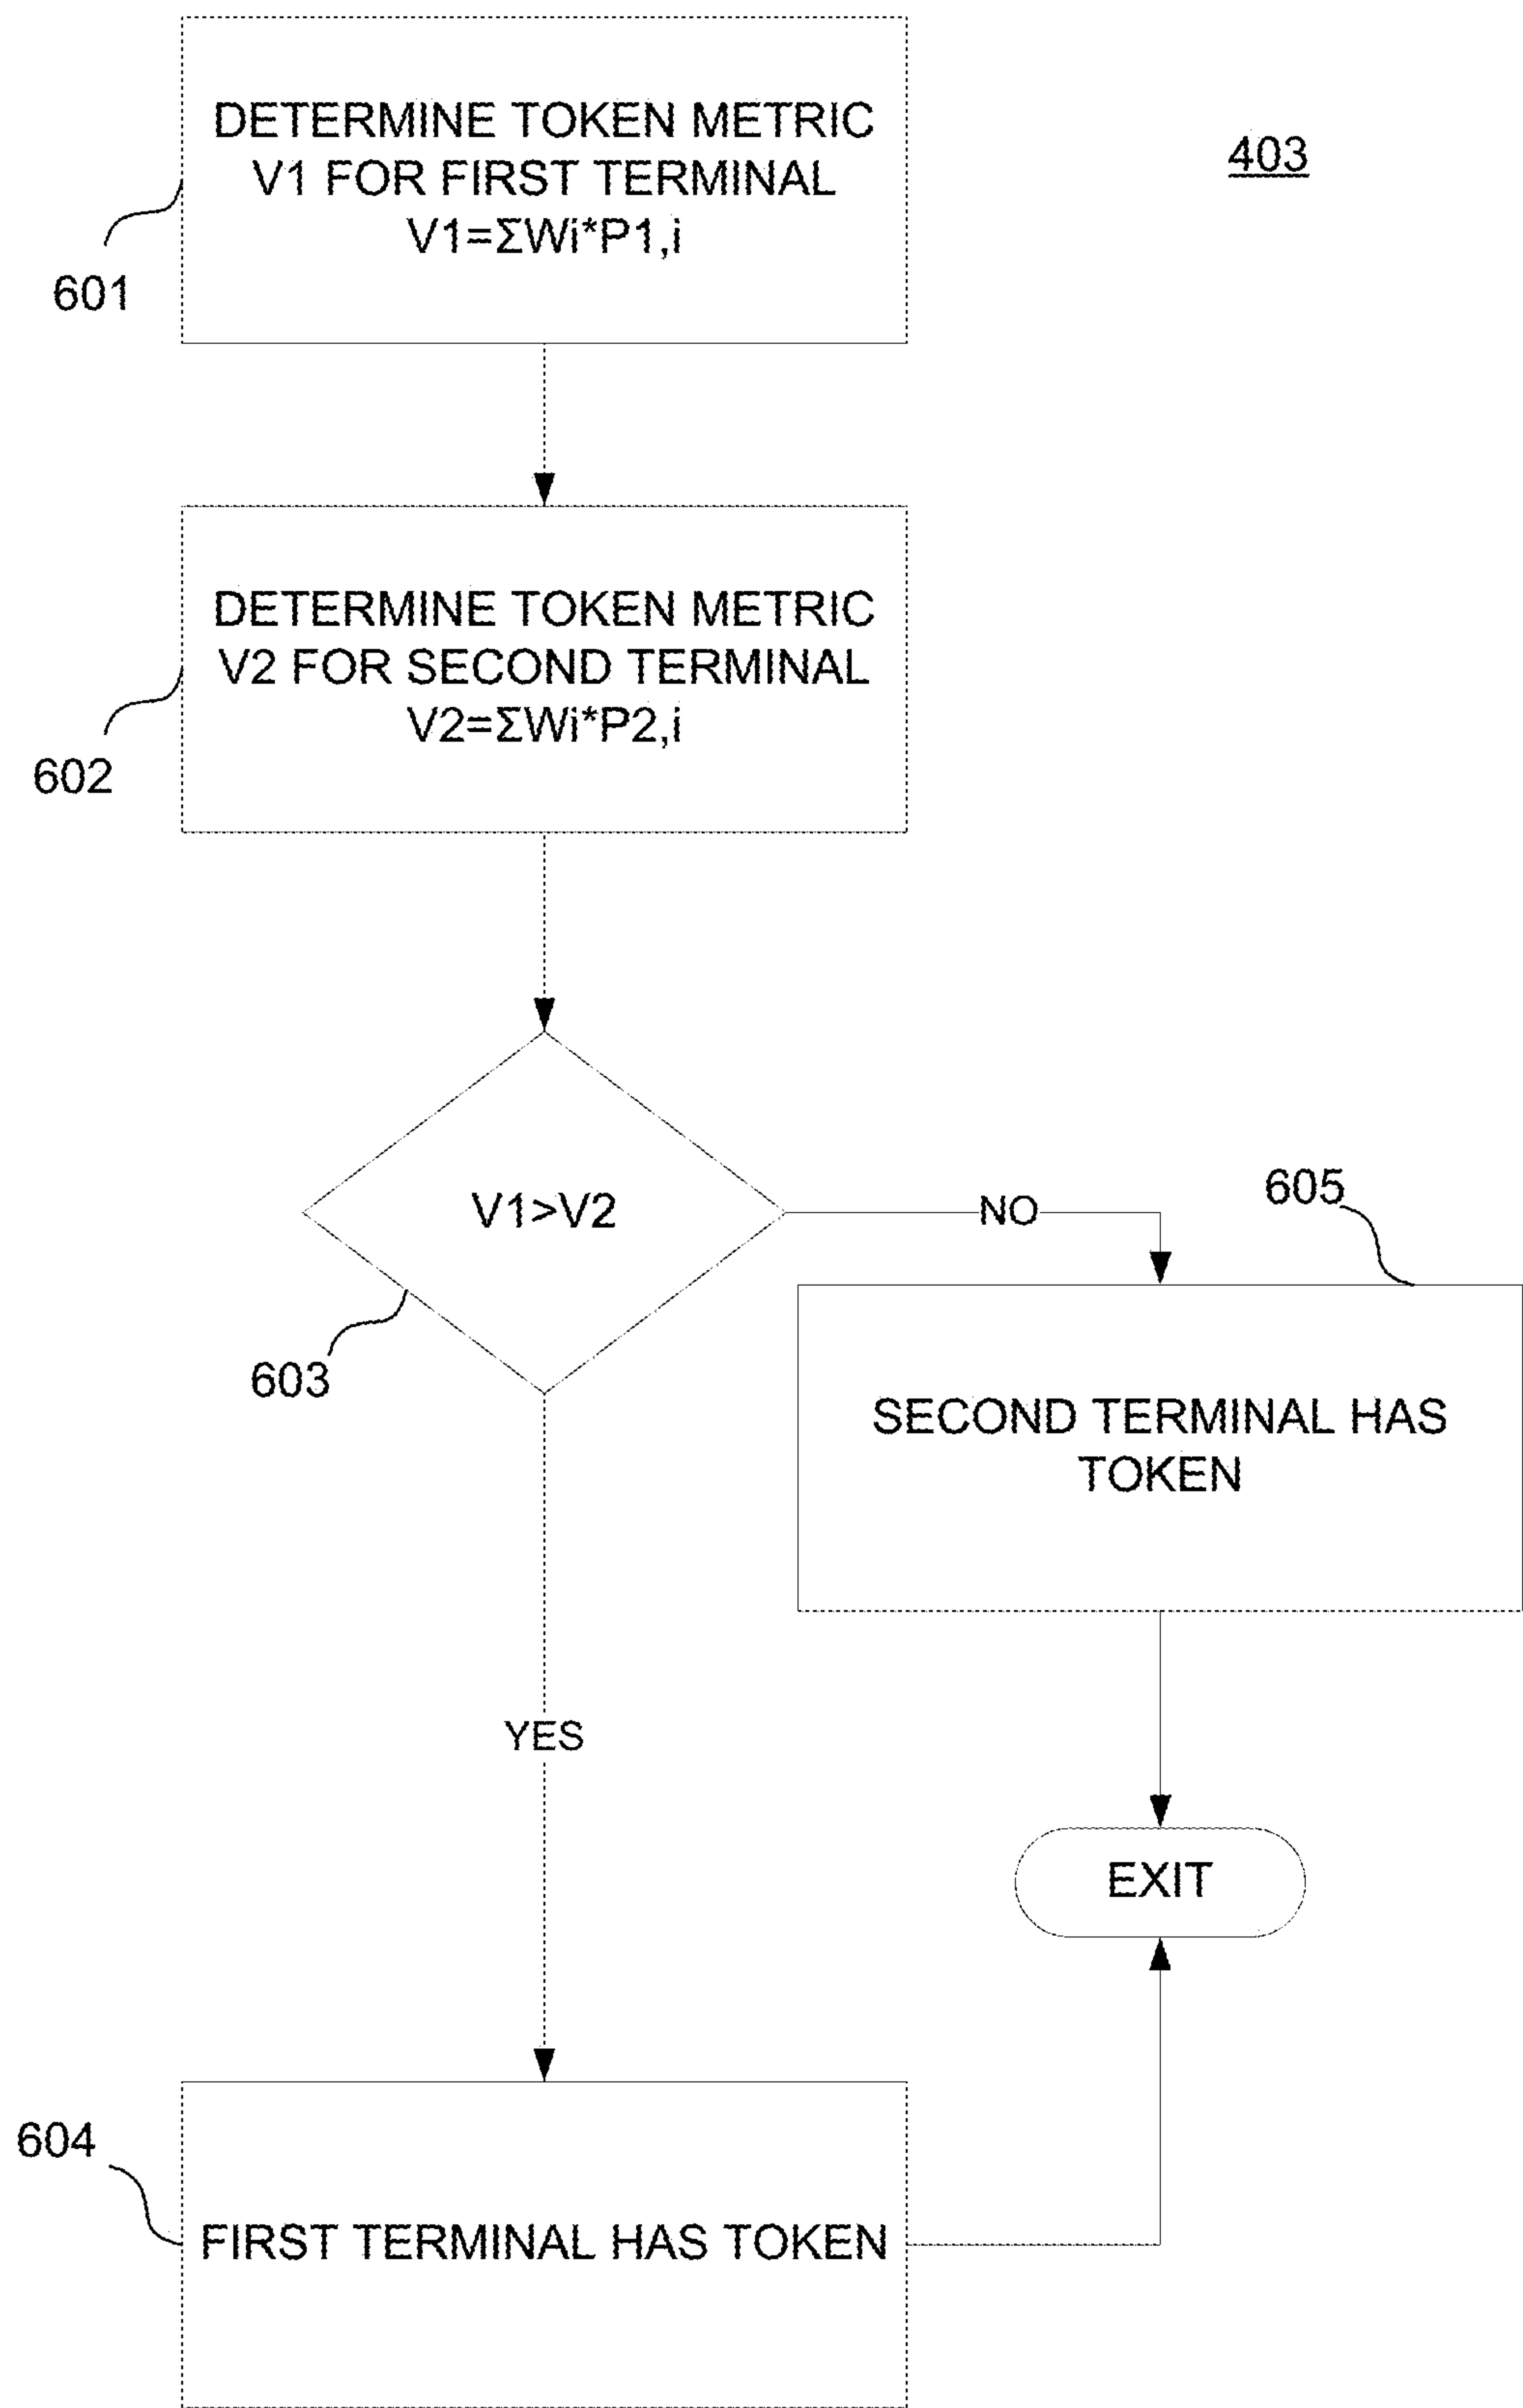 DETERMINE TOKEN METRIC
V1 FOR FIRST TERMINAL
V1=ΣWi*P1,i
403
601
DETERMINE TOKEN METRIC
V2 FOR SECOND TERMINAL
V2=ΣWi*P2,i
602
V1>V2
NO
605
603
SECOND TERMINAL HAS
TOKEN
YES
EXIT
604
FIRST TERMINAL HAS TOKEN